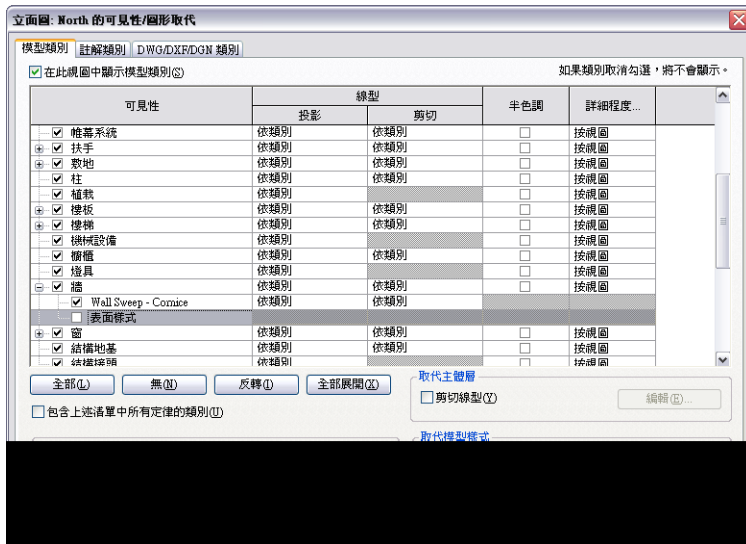 立面圖: North 的可見性/圖形取代
模型類別 註解類別 DWG/DXF/DGN 類別
在此視圖中顯示模型類別(S) 如果類別取消勾選，將不會顯示。
可見性 線型 半色調 詳細程度...
投影 剪切
帷幕系統 依類別 依類別 按視圖
扶手 依類別 依類別 按視圖
敷地 依類別 依類別 按視圖
柱 依類別 依類別 按視圖
植栽 依類別 按視圖
樓板 依類別 依類別 按視圖
樓梯 依類別 依類別 按視圖
機械設備 依類別 按視圖
櫥櫃 依類別 依類別 按視圖
燈具 依類別 按視圖
牆 依類別 依類別 按視圖
Wall Sweep - Cornice 依類別 依類別
表面樣式
窗 依類別 依類別 按視圖
結構地基 依類別 依類別 按視圖
結構接頭 依類別 按視圖
全部(L) 無(N) 反轉(I) 全部展開(X)
取代主體層
剪切線型(Y) 編輯(E)...
包含上述清單中所有定律的類別(U)
取代模型樣式